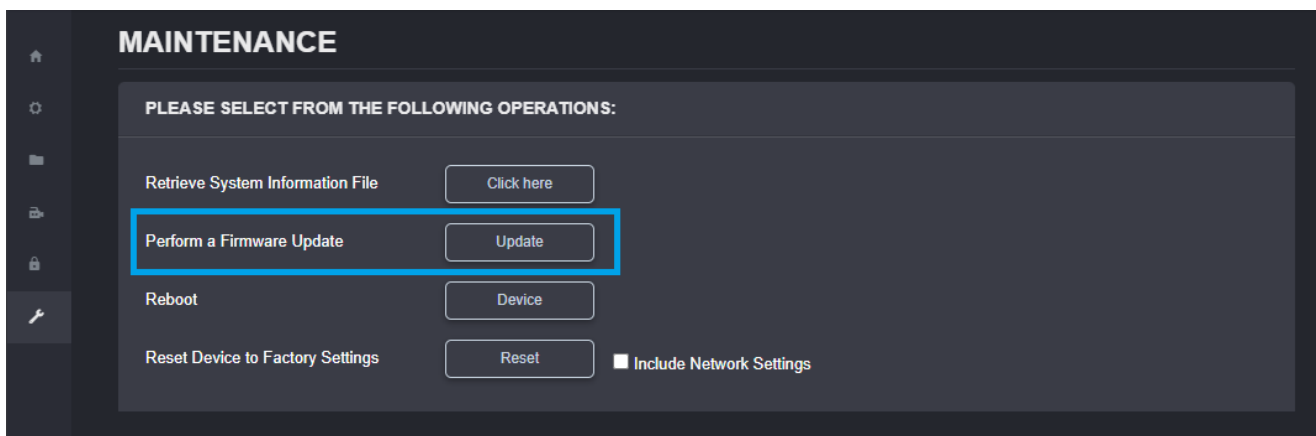 MAINTENANCE
PLEASE SELECT FROM THE FOLLOWING OPERATIONS:
Retrieve System Information File Click here
Perform a Firmware Update Update
Reboot Device
Reset Device to Factory Settings Reset Include Network Settings